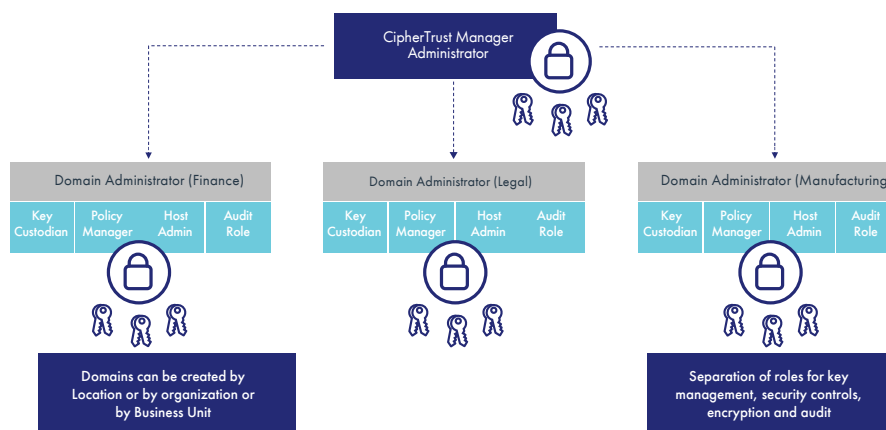 CipherTrust Manager
Administrator
Domain Administrator (Finance)
Key
Custodian
Policy
Manager
Host
Admin
Audit
Role
Domain Administrator (Legal)
Key
Custodian
Policy
Manager
Host
Admin
Audit
Role
Domain Administrator (Manufacturing
Key
Custodian
Policy
Manager
Host
Admin
Audit
Role
Domains can be created by
Location or by organization or
by Business Unit
Separation of roles for key
management, security controls,
encryption and audit